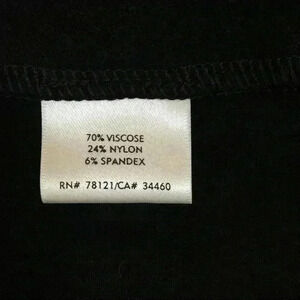 70% VISCOSE
24% NYLON
6% SPANDEX
RN# 78121/CA# 34460